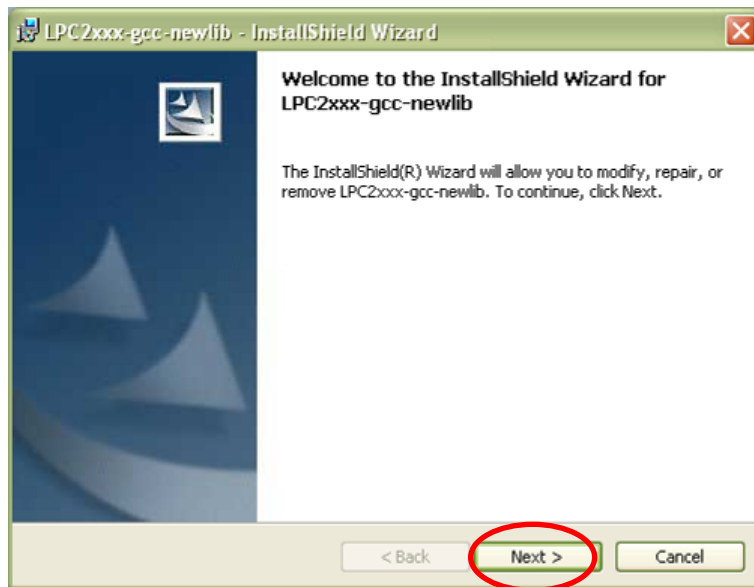 LPC2xxx-gcc-newlib - InstallShield Wizard
Welcome to the InstallShield Wizard for
LPC2xxx-gcc-newlib
The InstallShield(R) Wizard will allow you to modify, repair, or
remove LPC2xxx-gcc-newlib. To continue, click Next.
< Back Next > Cancel